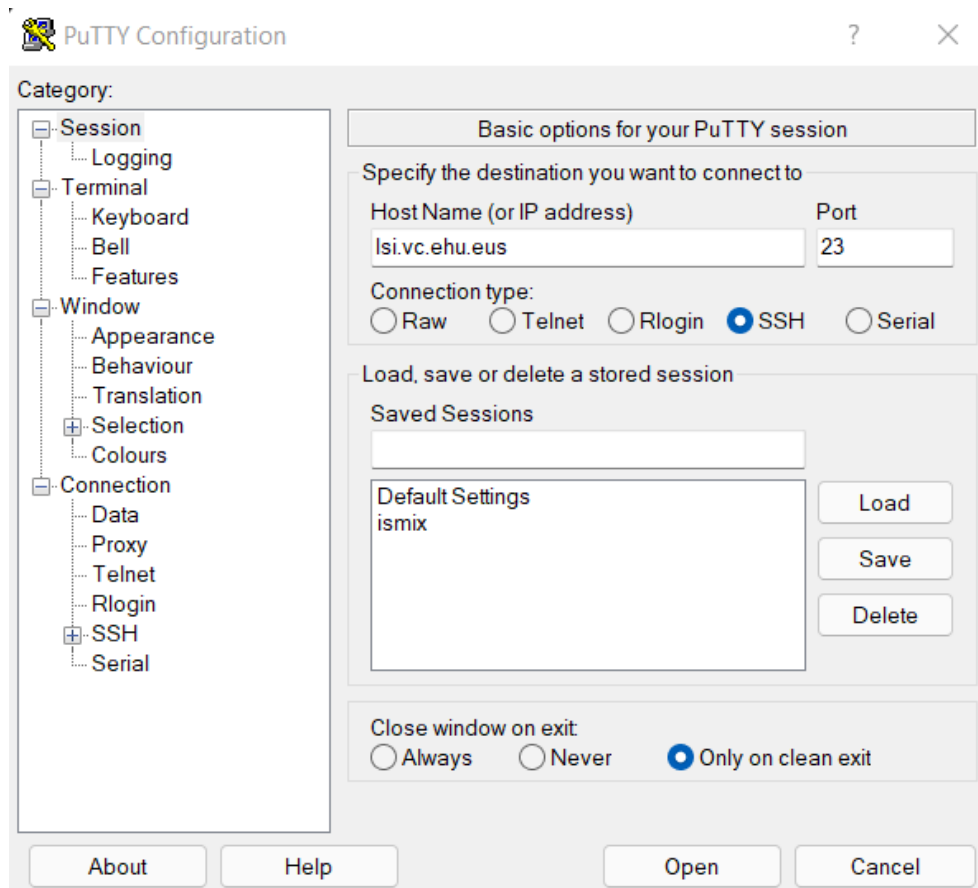 PuTTY Configuration
?
Category:
Session
Logging
Terminal
Keyboard
Bell
Features
Window
Appearance
Behaviour
Translation
Selection
Colours
Connection
Data
Proxy
Telnet
Rlogin
SSH
Serial
Basic options for your PuTTY session
Specify the destination you want to connect to
Host Name (or IP address) Port
lsi.vc.ehu.eus 23
Connection type:
Raw Telnet Rlogin SSH Serial
Load, save or delete a stored session
Saved Sessions
Default Settings
ismix
Load
Save
Delete
Close window on exit:
Always Never Only on clean exit
About Help Open Cancel